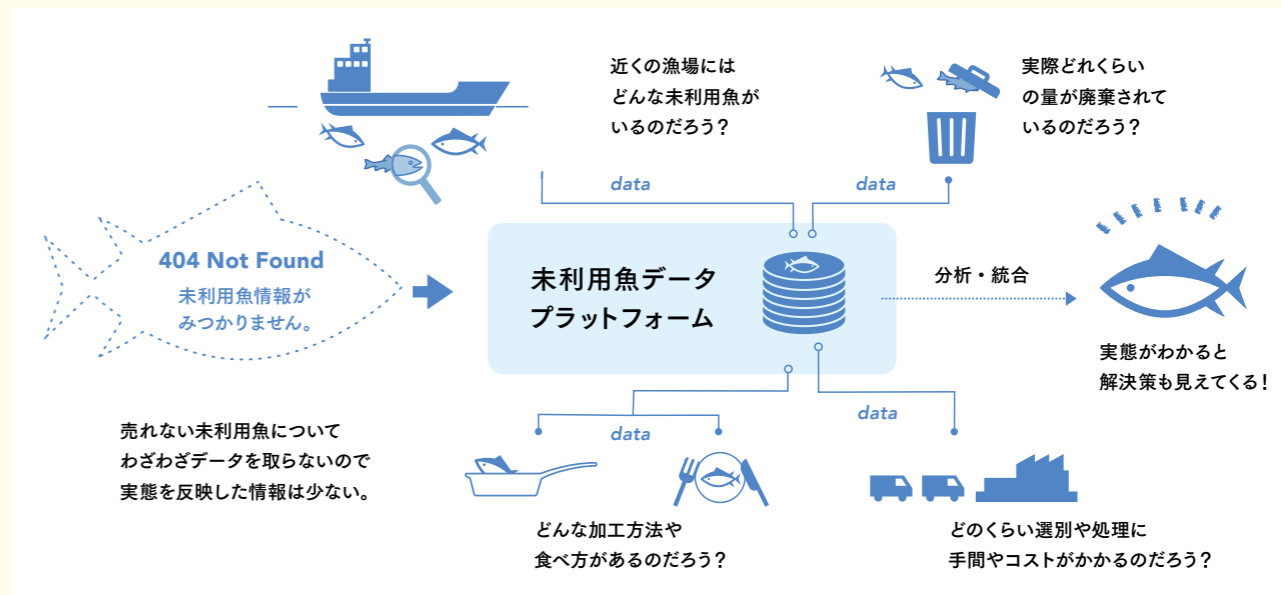 近くの漁場には
どんな未利用魚が
いるのだろう？
実際どれくらい
の量が廃棄されて
いるのだろう？
data
data
404 Not Found
未利用魚情報が
みつかりません。
未利用魚データ
プラットフォーム
分析・統合
実態がわかると
解決策も見えてくる！
売れない未利用魚について
わざわざデータを取らないので
実態を反映した情報は少ない。
data
data
どんな加工方法や
食べ方があるのだろう？
どのくらい選別や処理に
手間やコストがかかるのだろう？